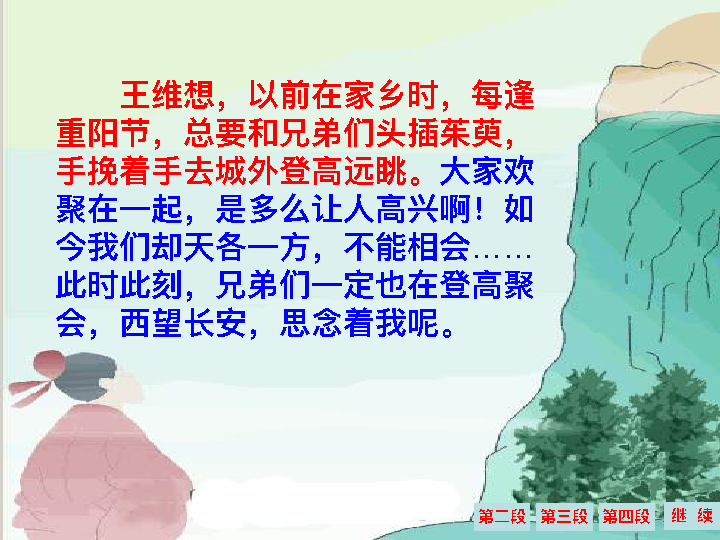 王维想，以前在家乡时，每逢
重阳节，总要和兄弟们头插茱萸，
手挽着手去城外登高远眺。大家欢
聚在一起，是多么让人高兴啊！如
今我们却天各一方，不能相会……
此时此刻，兄弟们一定也在登高聚
会，西望长安，思念着我呢。
第二段 第三段 第四段 继 续